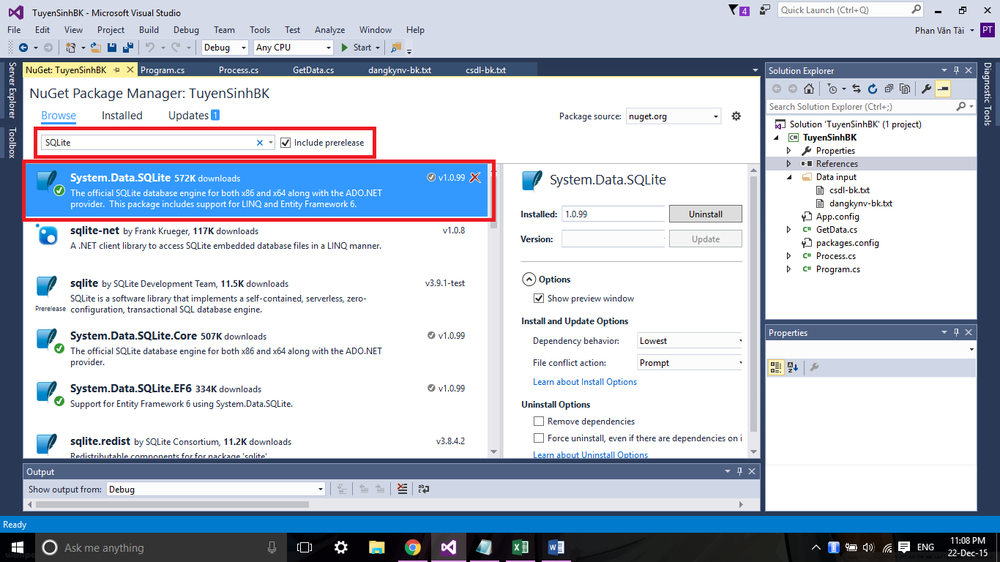 TuyenSinhBK - Microsoft Visual Studio
4
Quick Launch (Ctrl+Q)
File Edit View Project Build Debug Team Tools Test Analyze Window Help
Phan Văn Tài PT
Debug Any CPU Start
Server Explorer
Toolbox
NuGet: TuyenSinhBK Program.cs Process.cs GetData.cs dangkynv-bk.txt csdl-bk.txt
NuGet Package Manager: TuyenSinhBK
Browse Installed Updates 1
Package source: nuget.org
SQLite
Include prerelease
System.Data.SQLite 572K downloads v1.0.99
The official SQLite database engine for both x86 and x64 along with the ADO.NET
provider. This package includes support for LINQ and Entity Framework 6.
sqlite-net by Frank Krueger, 117K downloads v1.0.8
A .NET client library to access SQLite embedded database files in a LINQ manner.
sqlite by SQLite Development Team, 11.5K downloads v3.9.1-test
Prerelease
SQLite is a software library that implements a self-contained, serverless, zero-
configuration, transactional SQL database engine.
System.Data.SQLite.Core 507K downloads v1.0.99
The official SQLite database engine for both x86 and x64 along with the ADO.NET
provider.
System.Data.SQLite.EF6 334K downloads v1.0.99
Support for Entity Framework 6 using System.Data.SQLite.
sqlite.redist by SQLite Consortium, 11.2K downloads v3.8.4.2
Redistributable components for for package 'sqlite'
System.Data.SQLite
Installed: 1.0.99 Uninstall
Version: Update
Options
Show preview window
Install and Update Options
Dependency behavior: Lowest
File conflict action: Prompt
Learn about Install Options
Uninstall Options
Remove dependencies
Force uninstall, even if there are dependencies on i
Learn about Uninstall Options
Solution Explorer
Search Solution Explorer (Ctrl+;)
Solution 'TuyenSinhBK' (1 project)
TuyenSinhBK
Properties
References
Data input
csdl-bk.txt
dangkynv-bk.txt
App.config
GetData.cs
packages.config
Process.cs
Program.cs
Properties
Diagnostic Tools
Output
Show output from: Debug
Ready
Ask me anything
ENG
11:08 PM
22-Dec-15